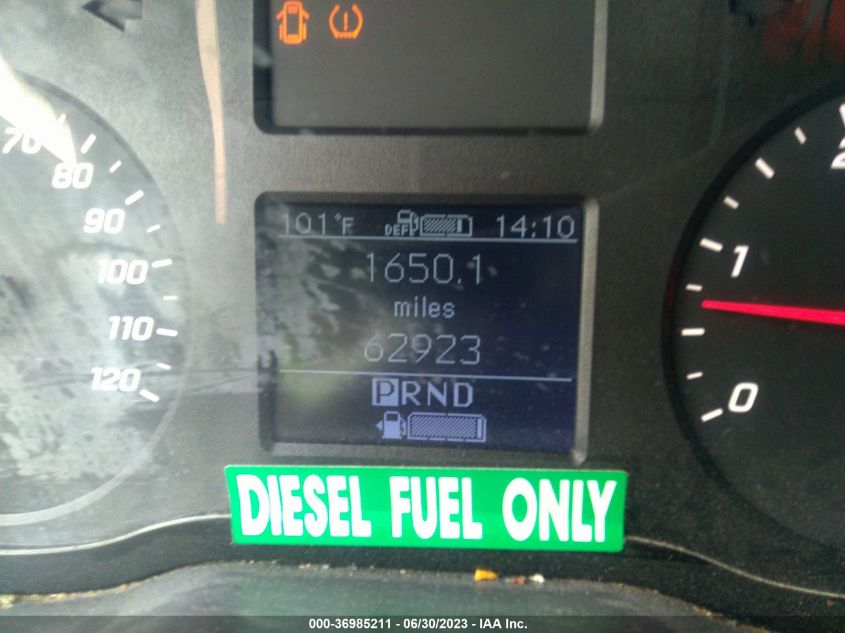 101°F DEF 14:10
1650.1
miles
62923
PRND
70
80
90
100
110
120
2
1
0
DIESEL FUEL ONLY
000-36985211 - 06/30/2023 - IAA Inc.